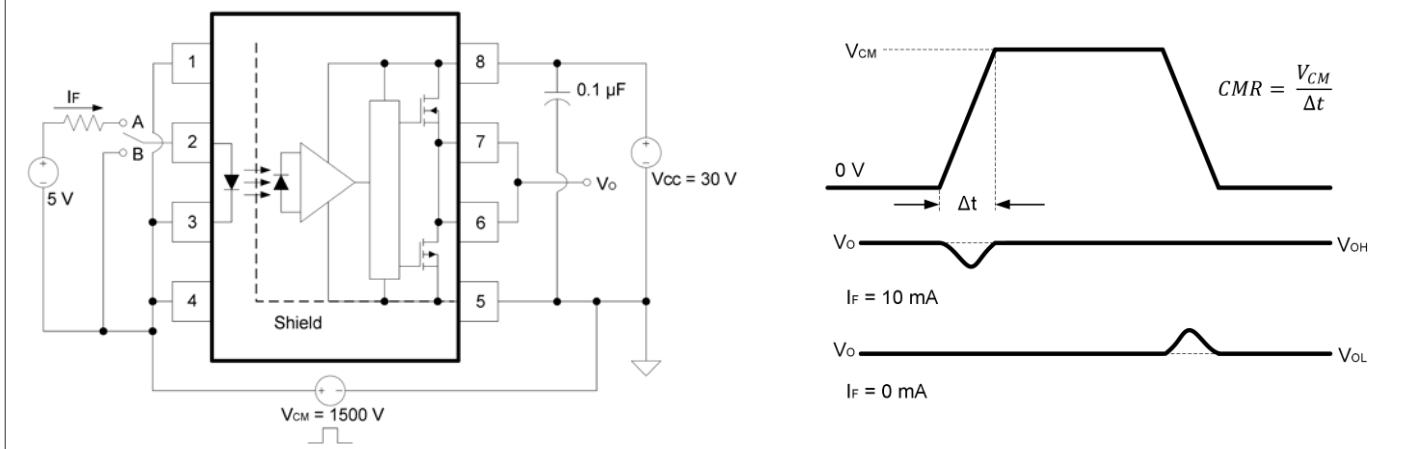 1
2
3
4
8
7
6
5
IF
A
B
+
−
5 V
Shield
0.1 µF
+
−
VCC = 30 V
VO
+ −
VCM = 1500 V
VCM
0 V
Δt
CMR = VCM/Δt
VO
VOH
IF = 10 mA
VO
VOL
IF = 0 mA